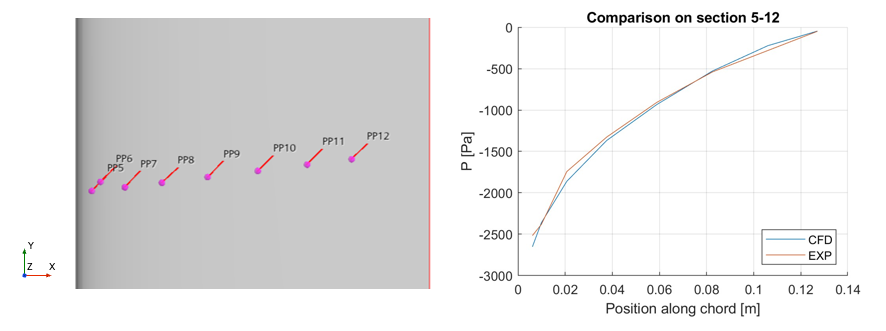 PP6
PP5
PP7
PP8
PP9
PP10
PP11
PP12
Y
Z
X
Comparison on section 5-12
0
-500
-1000
-1500
-2000
-2500
-3000
P [Pa]
0
0.02
0.04
0.06
0.08
0.1
0.12
0.14
Position along chord [m]
CFD
EXP